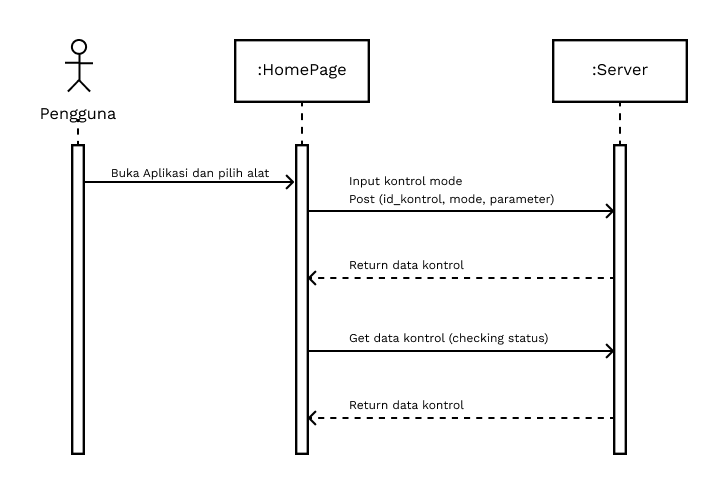 :HomePage
:Server
Pengguna
Buka Aplikasi dan pilih alat
Input kontrol mode
Post (id_kontrol, mode, parameter)
Return data kontrol
Get data kontrol (checking status)
Return data kontrol